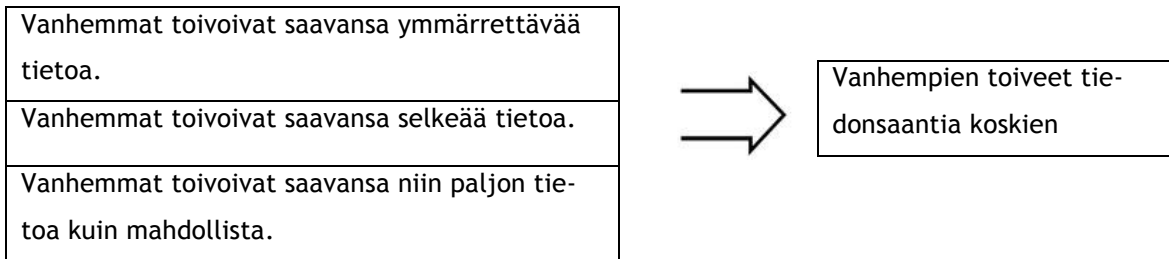 Vanhemmat toivoivat saavansa ymmärrettävää
tietoa.
Vanhemmat toivoivat saavansa selkeää tietoa.
Vanhemmat toivoivat saavansa niin paljon tie-
toa kuin mahdollista.
Vanhempien toiveet tie-
donsaantia koskien